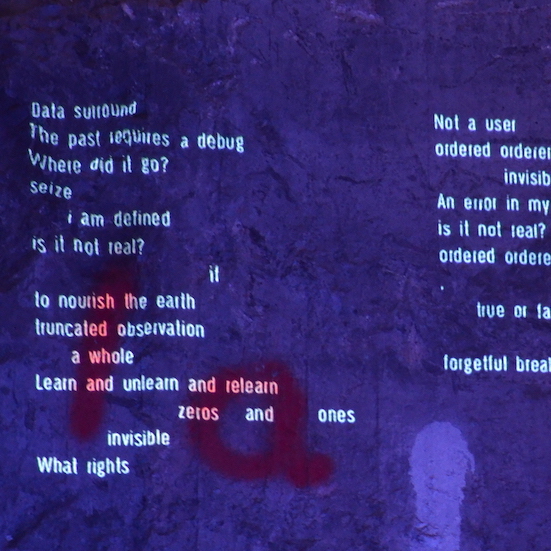 Data surround
The past requires a debug
Where did it go?
seize
i am defined
is it not real?
it
to nourish the earth
truncated observation
a whole
Learn and unlearn and relearn
zeros and ones
invisible
What rights
Not a user
ordered
An error in my
is it not real?
ordered
true or
forgetful